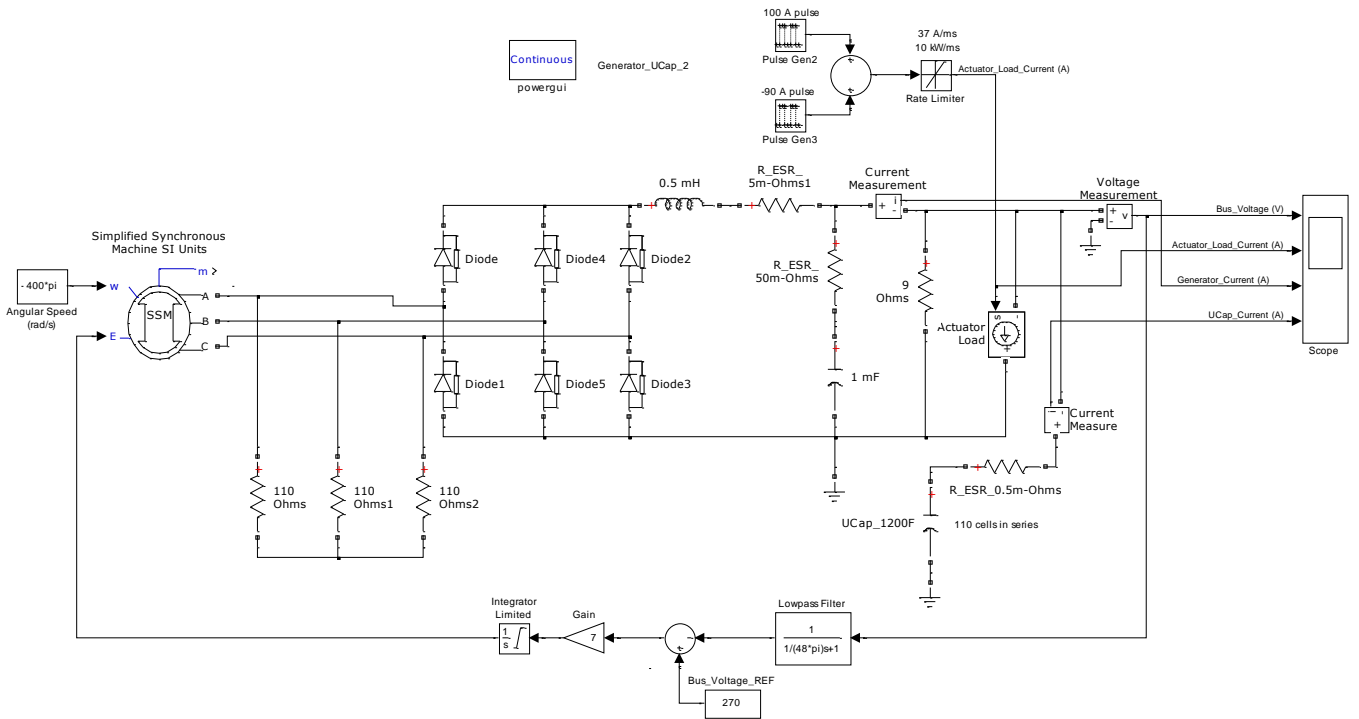 100 A pulse
Pulse Gen2
37 A/ms
10 kW/ms
Actuator_Load_Current (A)
Rate Limiter
Continuous
powergui
Generator_UCap_2
-90 A pulse
Pulse Gen3
0.5 mH
R_ESR_
5m-Ohms1
Current
Measurement
i
+
-
Voltage
Measurement
+
-
v
Bus_Voltage (V)
Actuator_Load_Current (A)
Generator_Current (A)
UCap_Current (A)
Scope
Simplified Synchronous
Machine SI Units
m
- 400*pi
Angular Speed
(rad/s)
w
E
SSM
A
B
C
Diode
Diode4
Diode2
R_ESR_
50m-Ohms
9
Ohms
Actuator
Load
s
-
+
Diode1
Diode5
Diode3
1 mF
Current
Measure
-
+
R_ESR_0.5m-Ohms
UCap_1200F
110 cells in series
110
Ohms
110
Ohms1
110
Ohms2
Integrator
Limited
1
s
Gain
7
Lowpass Filter
1
1/(48*pi)s+1
Bus_Voltage_REF
270